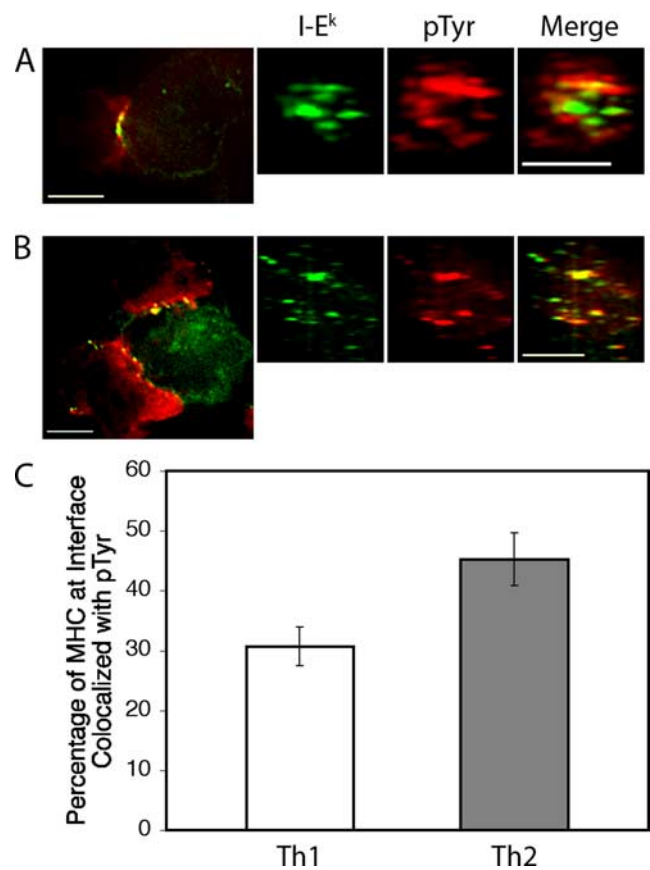 I-Eᵏ pTyr Merge
A
B
C
Percentage of MHC at Interface
Colocalized with pTyr
60
50
40
30
20
10
0
Th1 Th2